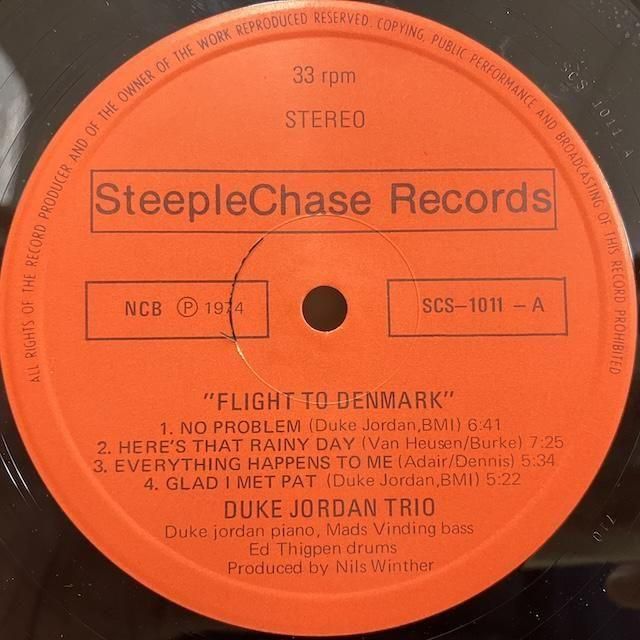 ALL RIGHTS OF THE RECORD PRODUCER AND OF THE OWNER OF THE WORK REPRODUCED RESERVED. COPYING, PUBLIC PERFORMANCE AND BROADCASTING OF THIS RECORD PROHIBITED
33 rpm
STEREO
SteepleChase Records
NCB ℗ 1974
SCS-1011 - A
"FLIGHT TO DENMARK"
1. NO PROBLEM (Duke Jordan,BMI) 6:41
2. HERE'S THAT RAINY DAY (Van Heusen/Burke) 7:25
3. EVERYTHING HAPPENS TO ME (Adair/Dennis) 5:34
4. GLAD I MET PAT (Duke Jordan,BMI) 5:22
DUKE JORDAN TRIO
Duke jordan piano, Mads Vinding bass
Ed Thigpen drums
Produced by Nils Winther
SCS 1011 A